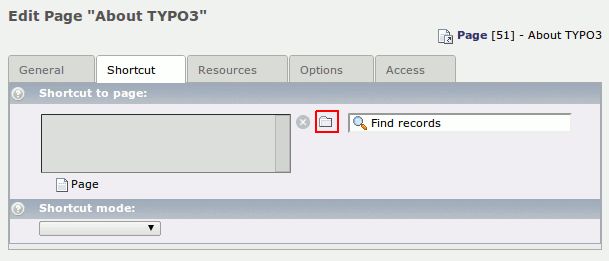 Edit Page "About TYPO3"
Page [51] - About TYPO3
General Shortcut Resources Options Access
Shortcut to page:
Find records
Page
Shortcut mode: